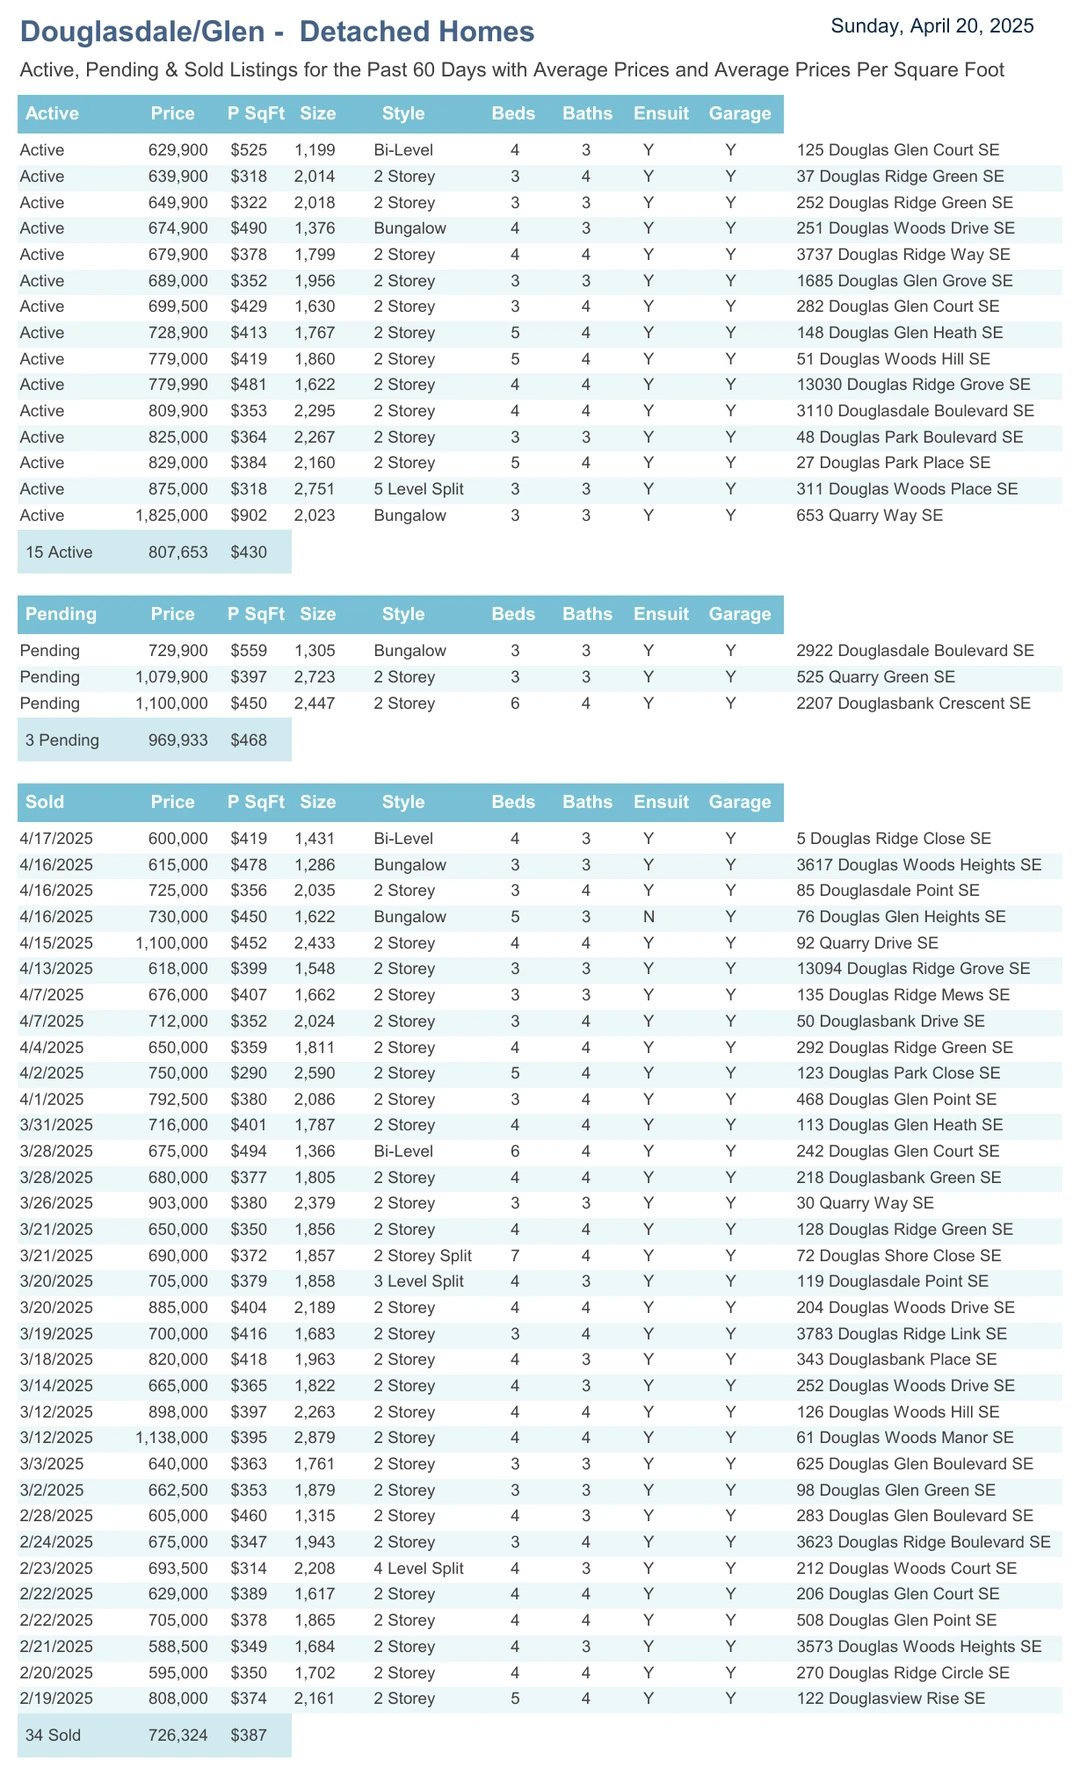 Douglasdale/Glen - Detached Homes
Sunday, April 20, 2025
Active, Pending & Sold Listings for the Past 60 Days with Average Prices and Average Prices Per Square Foot
Active Price P SqFt Size Style Beds Baths Ensuit Garage
Active 629,900 $525 1,199 Bi-Level 4 3 Y Y 125 Douglas Glen Court SE
Active 639,900 $318 2,014 2 Storey 3 4 Y Y 37 Douglas Ridge Green SE
Active 649,900 $322 2,018 2 Storey 3 3 Y Y 252 Douglas Ridge Green SE
Active 674,900 $490 1,376 Bungalow 4 3 Y Y 251 Douglas Woods Drive SE
Active 679,900 $378 1,799 2 Storey 4 4 Y Y 3737 Douglas Ridge Way SE
Active 689,000 $352 1,956 2 Storey 3 3 Y Y 1685 Douglas Glen Grove SE
Active 699,500 $429 1,630 2 Storey 3 4 Y Y 282 Douglas Glen Court SE
Active 728,900 $413 1,767 2 Storey 5 4 Y Y 148 Douglas Glen Heath SE
Active 779,000 $419 1,860 2 Storey 5 4 Y Y 51 Douglas Woods Hill SE
Active 779,990 $481 1,622 2 Storey 4 4 Y Y 13030 Douglas Ridge Grove SE
Active 809,900 $353 2,295 2 Storey 4 4 Y Y 3110 Douglasdale Boulevard SE
Active 825,000 $364 2,267 2 Storey 3 3 Y Y 48 Douglas Park Boulevard SE
Active 829,000 $384 2,160 2 Storey 5 4 Y Y 27 Douglas Park Place SE
Active 875,000 $318 2,751 5 Level Split 3 3 Y Y 311 Douglas Woods Place SE
Active 1,825,000 $902 2,023 Bungalow 3 3 Y Y 653 Quarry Way SE
15 Active 807,653 $430
Pending Price P SqFt Size Style Beds Baths Ensuit Garage
Pending 729,900 $559 1,305 Bungalow 3 3 Y Y 2922 Douglasdale Boulevard SE
Pending 1,079,900 $397 2,723 2 Storey 3 3 Y Y 525 Quarry Green SE
Pending 1,100,000 $450 2,447 2 Storey 6 4 Y Y 2207 Douglasbank Crescent SE
3 Pending 969,933 $468
Sold Price P SqFt Size Style Beds Baths Ensuit Garage
4/17/2025 600,000 $419 1,431 Bi-Level 4 3 Y Y 5 Douglas Ridge Close SE
4/16/2025 615,000 $478 1,286 Bungalow 3 3 Y Y 3617 Douglas Woods Heights SE
4/16/2025 725,000 $356 2,035 2 Storey 3 4 Y Y 85 Douglasdale Point SE
4/16/2025 730,000 $450 1,622 Bungalow 5 3 N Y 76 Douglas Glen Heights SE
4/15/2025 1,100,000 $452 2,433 2 Storey 4 4 Y Y 92 Quarry Drive SE
4/13/2025 618,000 $399 1,548 2 Storey 3 3 Y Y 13094 Douglas Ridge Grove SE
4/7/2025 676,000 $407 1,662 2 Storey 3 3 Y Y 135 Douglas Ridge Mews SE
4/7/2025 712,000 $352 2,024 2 Storey 3 4 Y Y 50 Douglasbank Drive SE
4/4/2025 650,000 $359 1,811 2 Storey 4 4 Y Y 292 Douglas Ridge Green SE
4/2/2025 750,000 $290 2,590 2 Storey 5 4 Y Y 123 Douglas Park Close SE
4/1/2025 792,500 $380 2,086 2 Storey 3 4 Y Y 468 Douglas Glen Point SE
3/31/2025 716,000 $401 1,787 2 Storey 4 4 Y Y 113 Douglas Glen Heath SE
3/28/2025 675,000 $494 1,366 Bi-Level 6 4 Y Y 242 Douglas Glen Court SE
3/28/2025 680,000 $377 1,805 2 Storey 4 4 Y Y 218 Douglasbank Green SE
3/26/2025 903,000 $380 2,379 2 Storey 3 3 Y Y 30 Quarry Way SE
3/21/2025 650,000 $350 1,856 2 Storey 4 4 Y Y 128 Douglas Ridge Green SE
3/21/2025 690,000 $372 1,857 2 Storey Split 7 4 Y Y 72 Douglas Shore Close SE
3/20/2025 705,000 $379 1,858 3 Level Split 4 3 Y Y 119 Douglasdale Point SE
3/20/2025 885,000 $404 2,189 2 Storey 4 4 Y Y 204 Douglas Woods Drive SE
3/19/2025 700,000 $416 1,683 2 Storey 3 4 Y Y 3783 Douglas Ridge Link SE
3/18/2025 820,000 $418 1,963 2 Storey 4 3 Y Y 343 Douglasbank Place SE
3/14/2025 665,000 $365 1,822 2 Storey 4 3 Y Y 252 Douglas Woods Drive SE
3/12/2025 898,000 $397 2,263 2 Storey 4 4 Y Y 126 Douglas Woods Hill SE
3/12/2025 1,138,000 $395 2,879 2 Storey 4 4 Y Y 61 Douglas Woods Manor SE
3/3/2025 640,000 $363 1,761 2 Storey 3 3 Y Y 625 Douglas Glen Boulevard SE
3/2/2025 662,500 $353 1,879 2 Storey 3 3 Y Y 98 Douglas Glen Green SE
2/28/2025 605,000 $460 1,315 2 Storey 4 3 Y Y 283 Douglas Glen Boulevard SE
2/24/2025 675,000 $347 1,943 2 Storey 3 4 Y Y 3623 Douglas Ridge Boulevard SE
2/23/2025 693,500 $314 2,208 4 Level Split 4 3 Y Y 212 Douglas Woods Court SE
2/22/2025 629,000 $389 1,617 2 Storey 4 4 Y Y 206 Douglas Glen Court SE
2/22/2025 705,000 $378 1,865 2 Storey 4 4 Y Y 508 Douglas Glen Point SE
2/21/2025 588,500 $349 1,684 2 Storey 4 3 Y Y 3573 Douglas Woods Heights SE
2/20/2025 595,000 $350 1,702 2 Storey 4 4 Y Y 270 Douglas Ridge Circle SE
2/19/2025 808,000 $374 2,161 2 Storey 5 4 Y Y 122 Douglasview Rise SE
34 Sold 726,324 $387